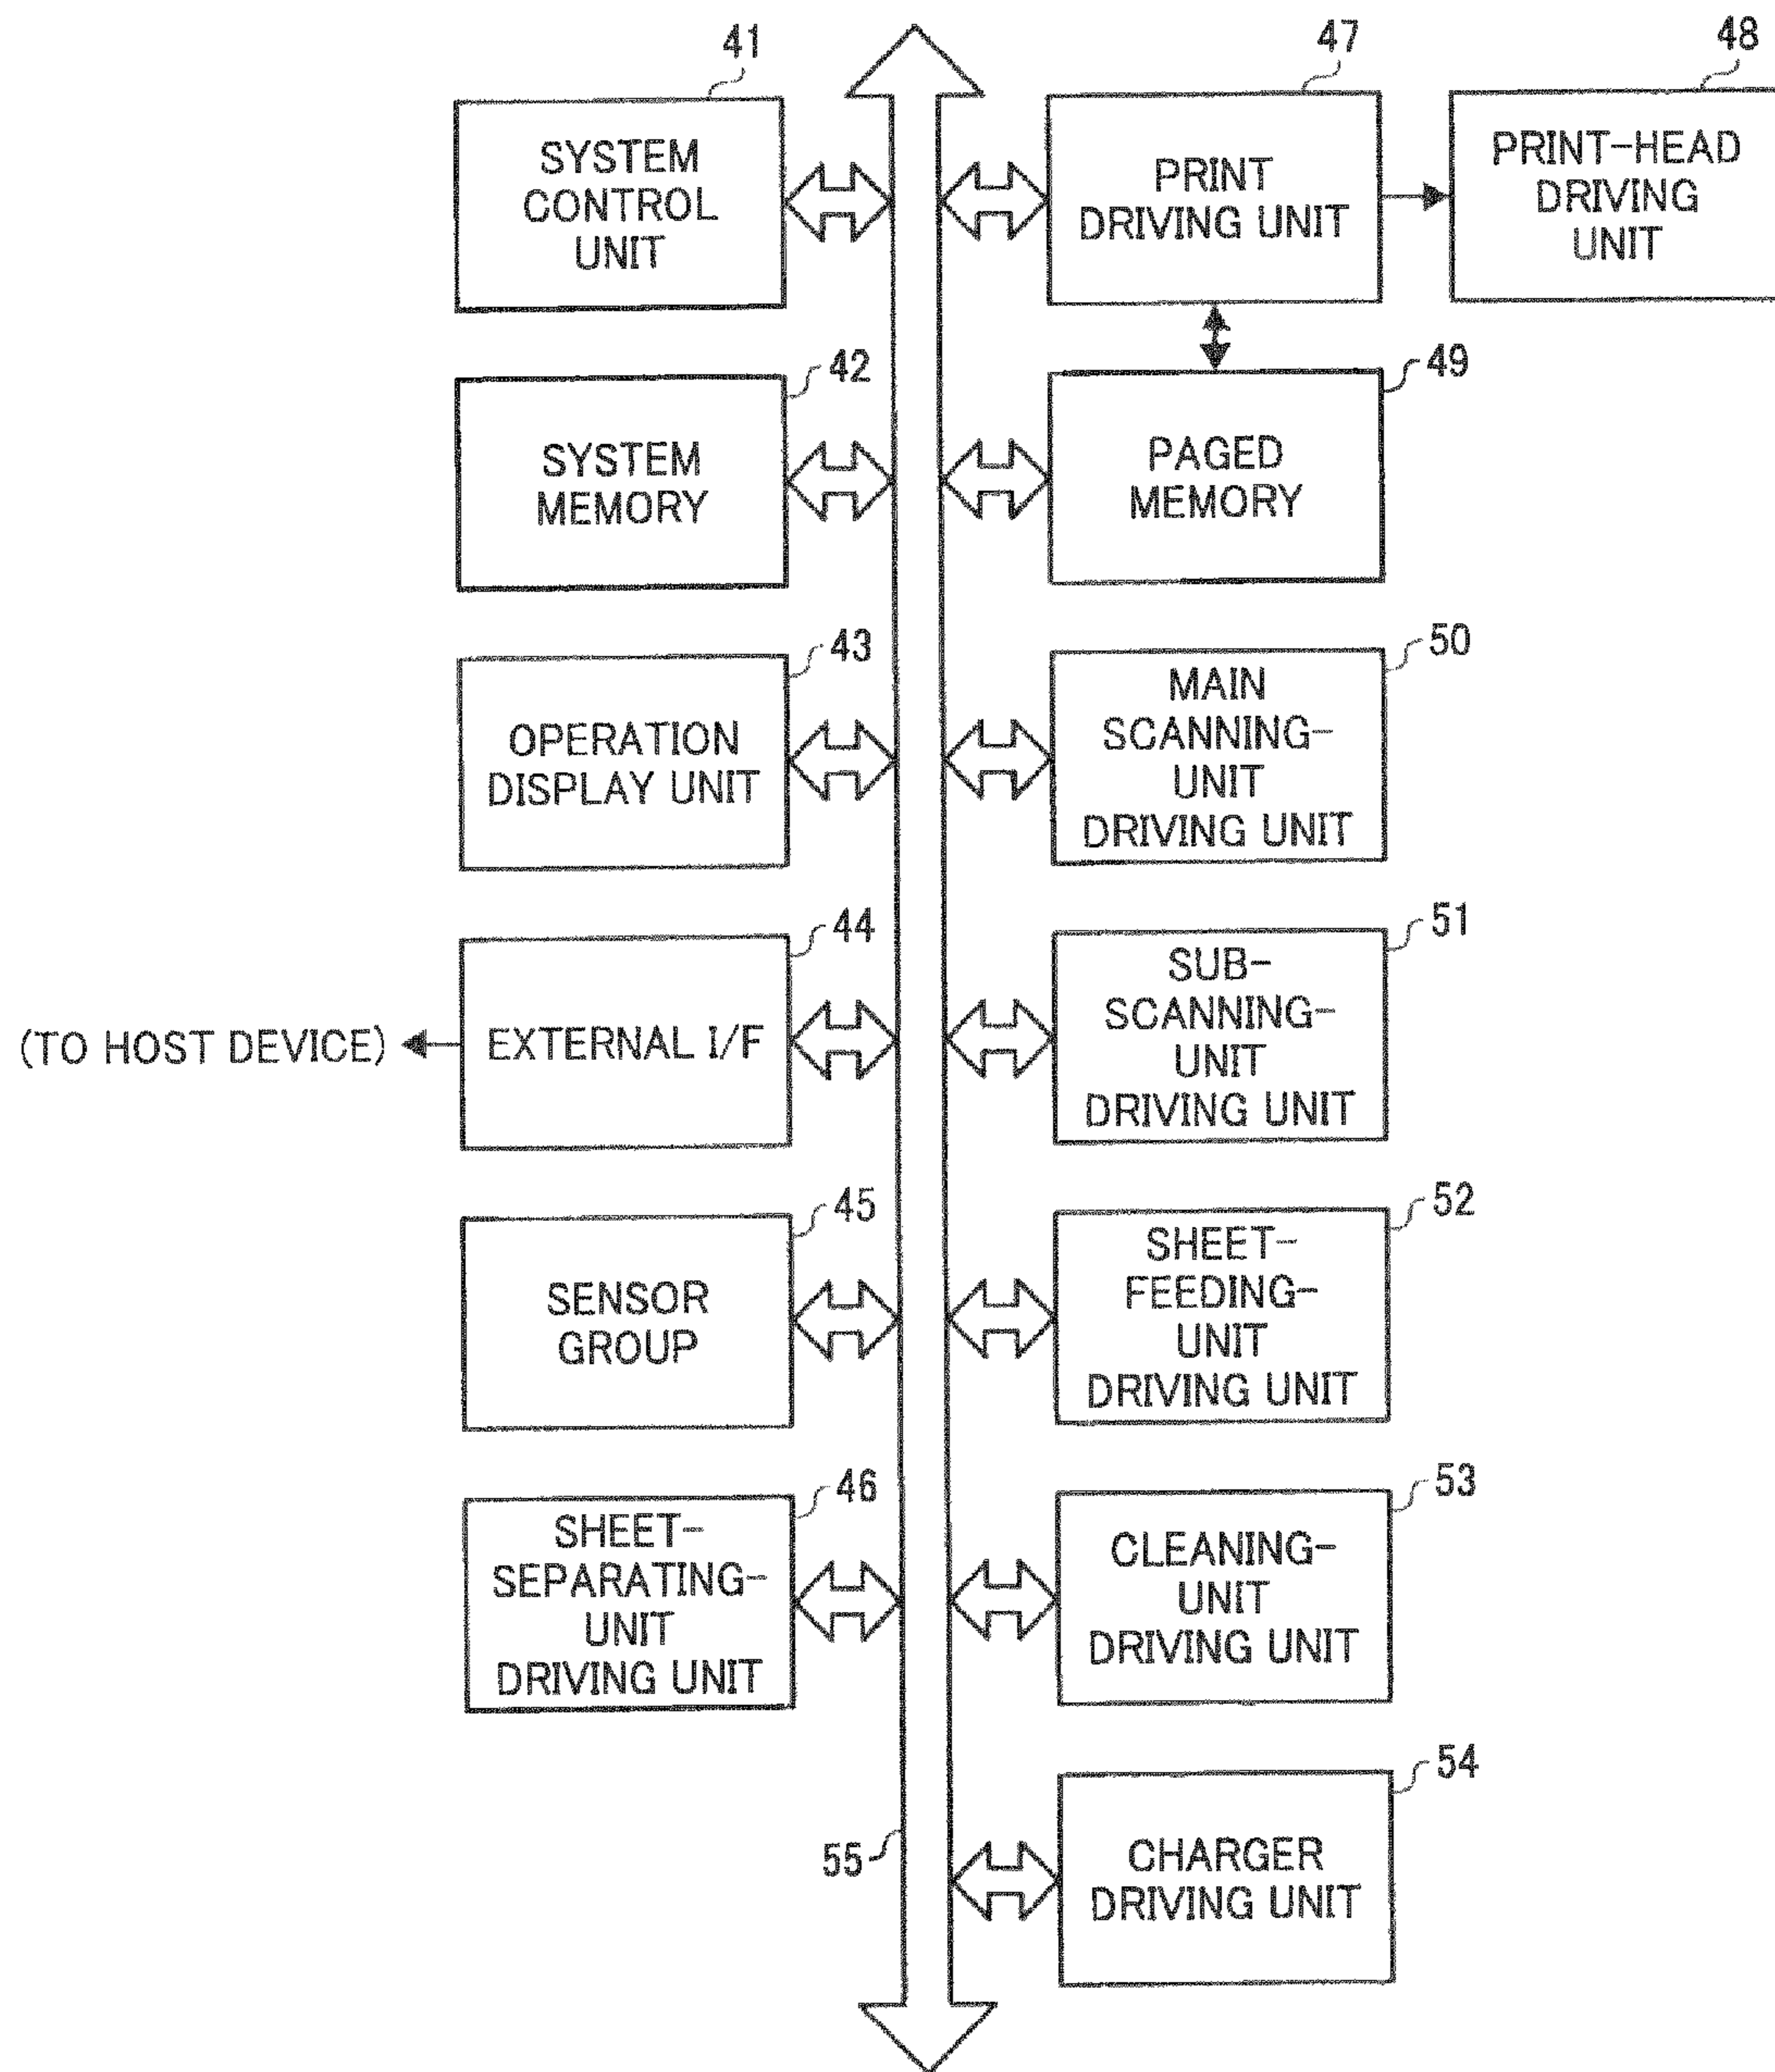 41
SYSTEM
CONTROL
UNIT
42
SYSTEM
MEMORY
43
OPERATION
DISPLAY UNIT
44
EXTERNAL I/F
(TO HOST DEVICE)
45
SENSOR
GROUP
46
SHEET-
SEPARATING-
UNIT
DRIVING UNIT
47
PRINT
DRIVING UNIT
48
PRINT-HEAD
DRIVING
UNIT
49
PAGED
MEMORY
50
MAIN
SCANNING-
UNIT
DRIVING UNIT
51
SUB-
SCANNING-
UNIT
DRIVING UNIT
52
SHEET-
FEEDING-
UNIT
DRIVING UNIT
53
CLEANING-
UNIT
DRIVING UNIT
54
CHARGER
DRIVING UNIT
55